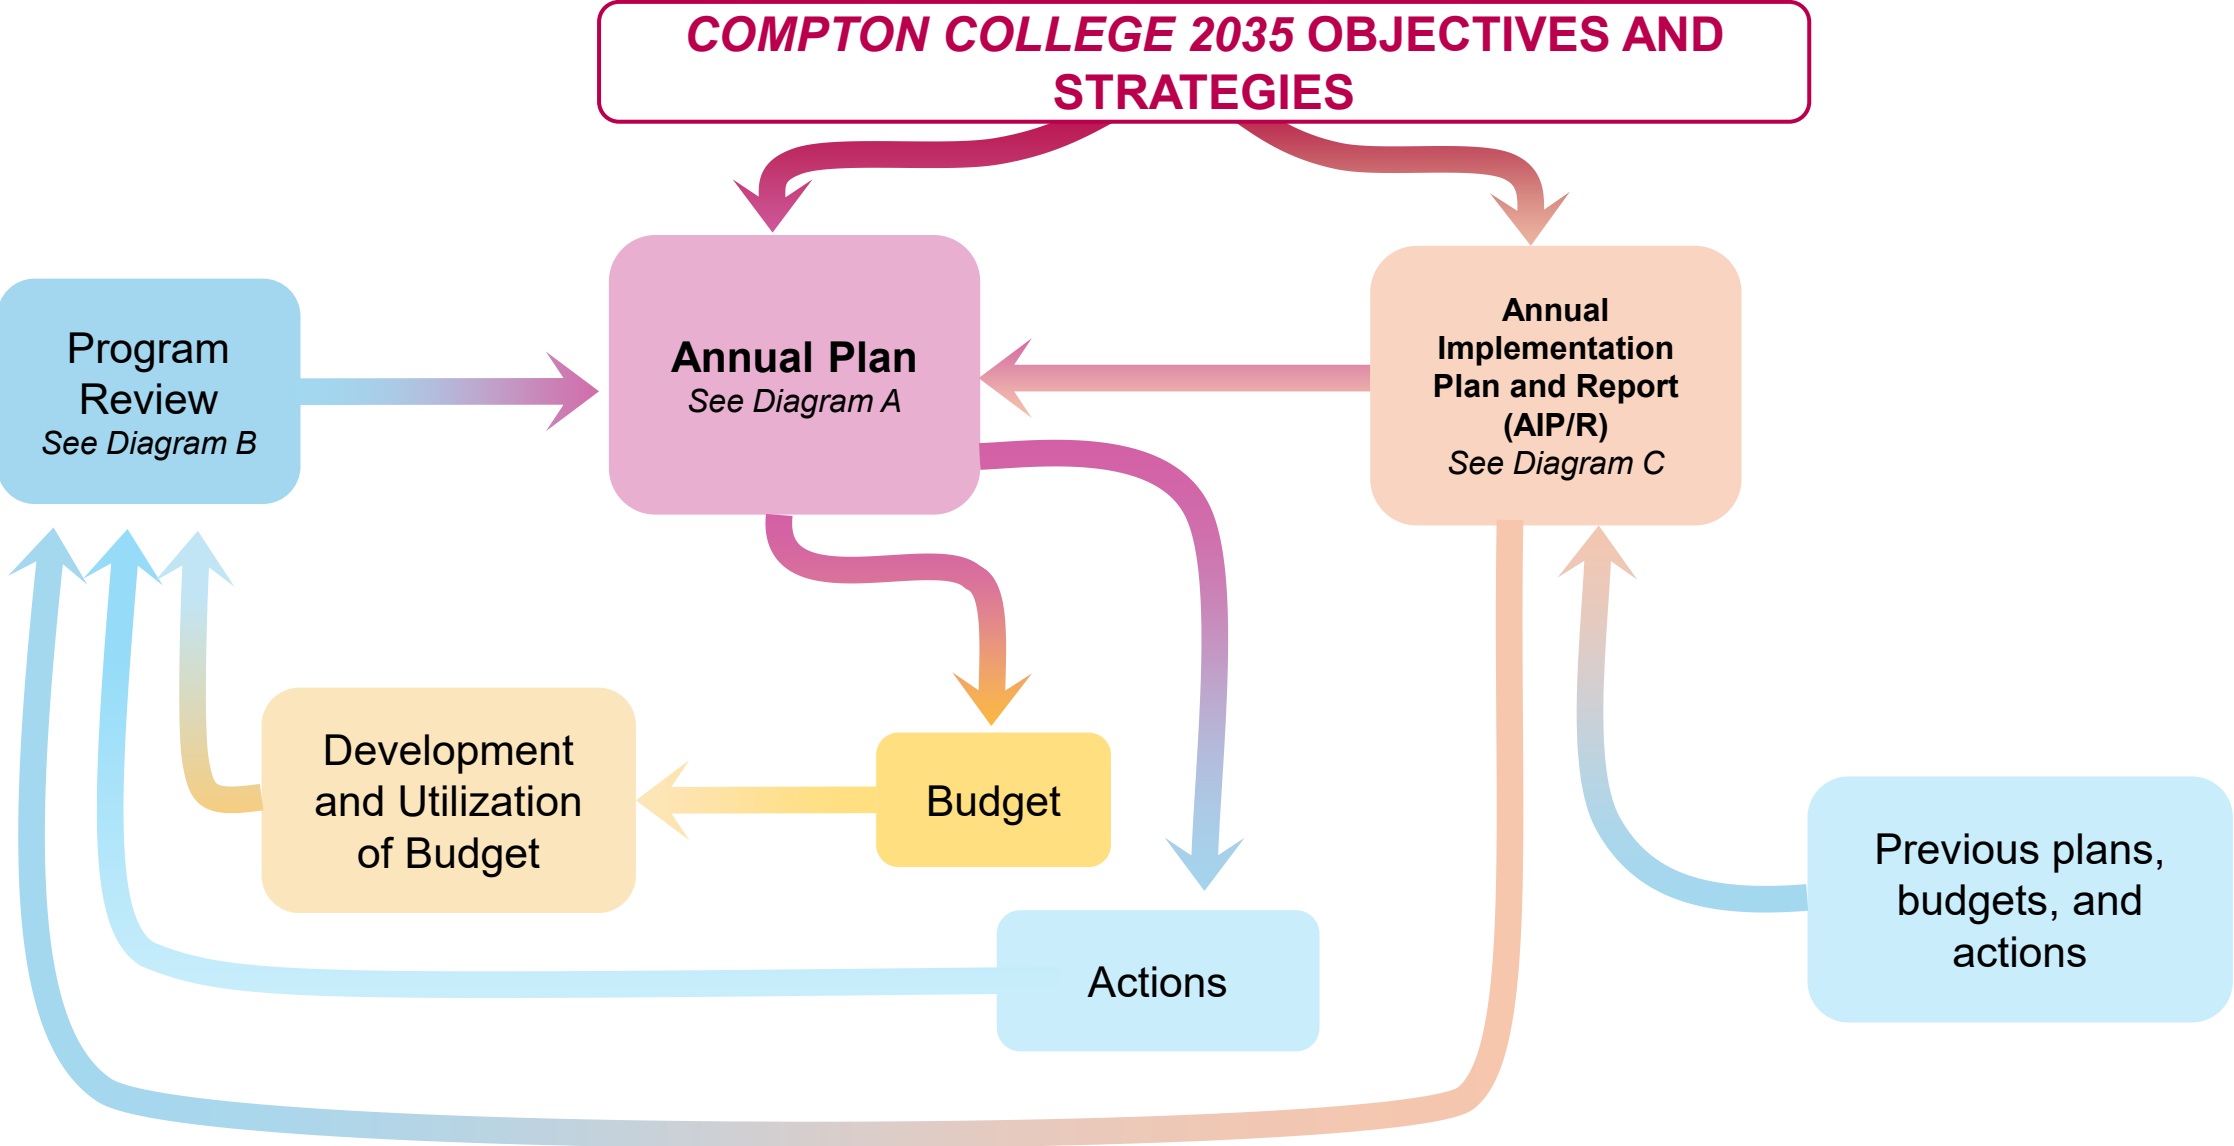 COMPTON COLLEGE 2035 OBJECTIVES AND
STRATEGIES
Program
Review
See Diagram B
Annual Plan
See Diagram A
Annual
Implementation
Plan and Report
(AIP/R)
See Diagram C
Development
and Utilization
of Budget
Budget
Actions
Previous plans,
budgets, and
actions